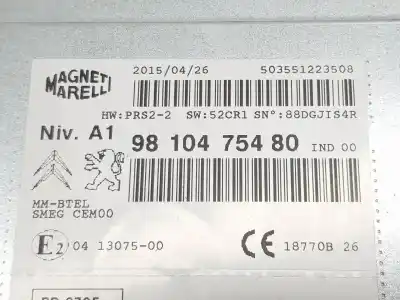 MAGNETI
MARELLI
2015/04/26 503551223508
HW:PRS2-2 SW:52CR1 SN°:88DGJIS4R
Niv. A1
98 104 754 80 IND 00
MM-BTEL
SMEG CEM00
E2 04 13075-00 CE 18770B 26